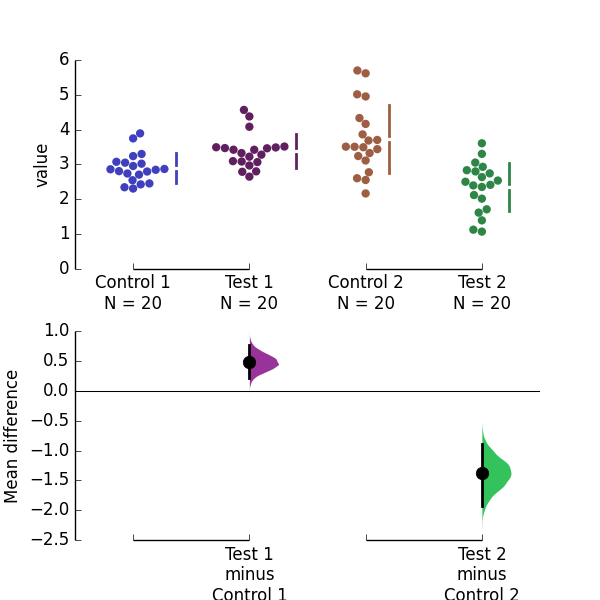 6
5
4
3
2
1
0
value
Control 1
N = 20
Test 1
N = 20
Control 2
N = 20
Test 2
N = 20
1.0
0.5
0.0
−0.5
−1.0
−1.5
−2.0
−2.5
Mean difference
Test 1
minus
Control 1
Test 2
minus
Control 2